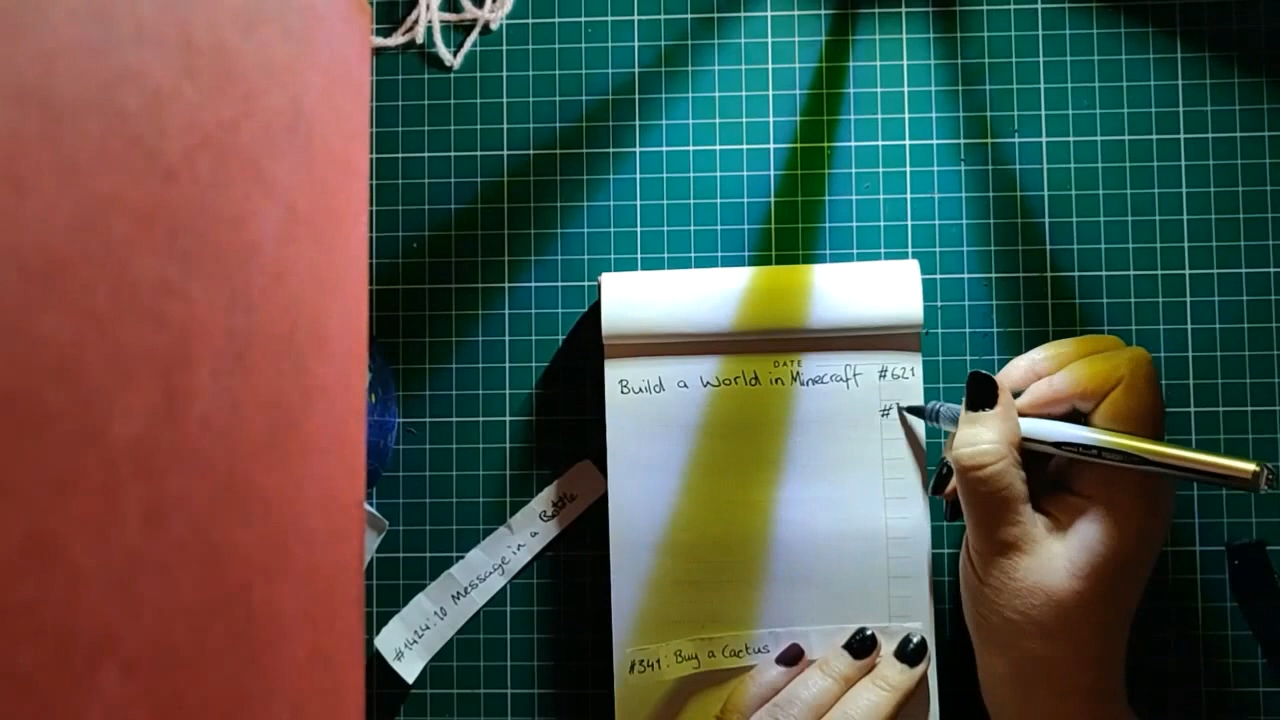 DATE
Build a World in Minecraft #621
#
#1424: 10 Message in a Bottle
#341: Buy a Cactus